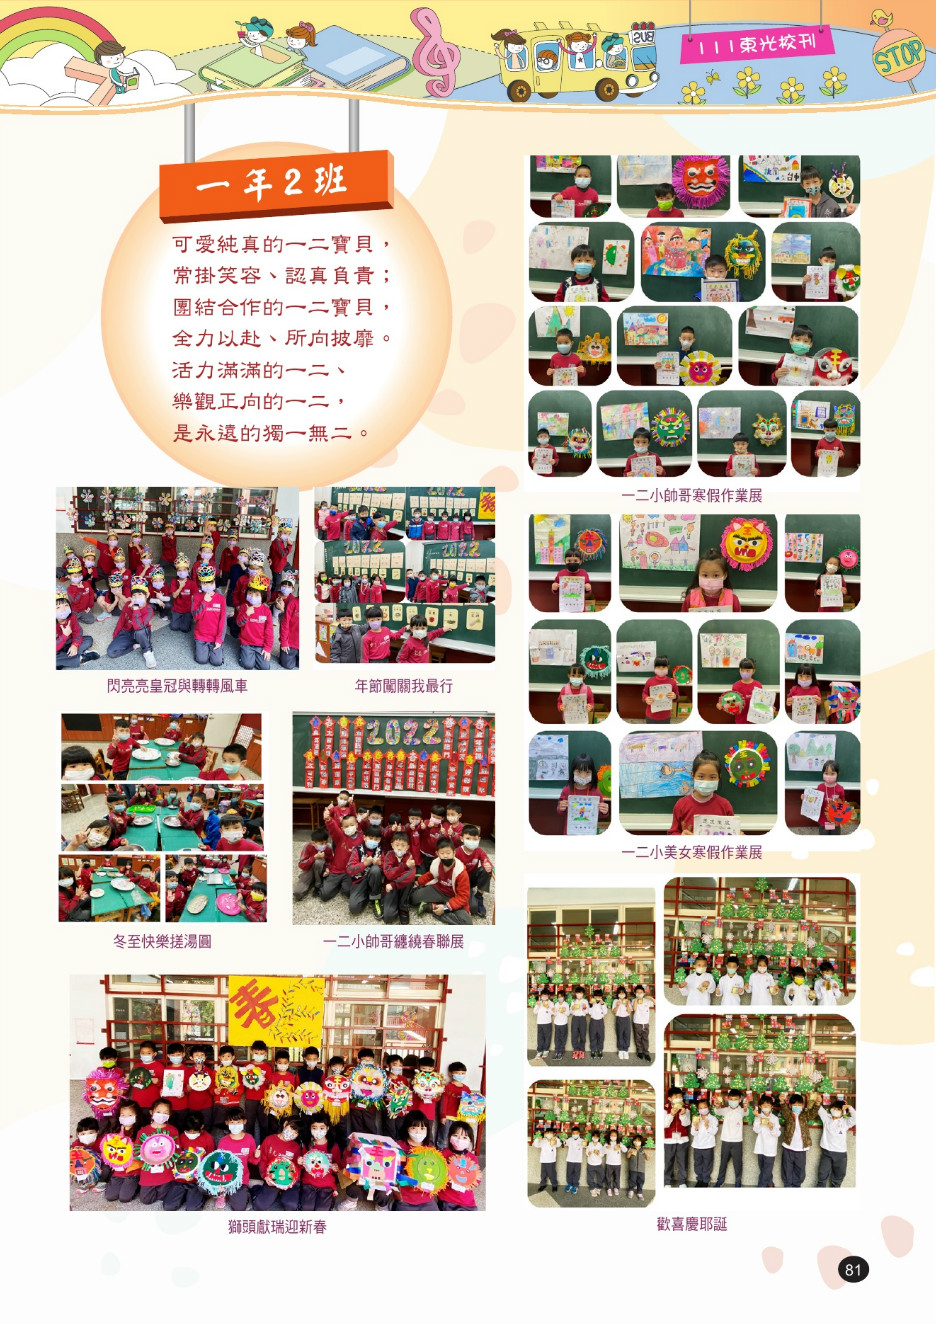 111東光校刊
STOP
BUS
一年2班
可愛純真的一二寶貝，
常掛笑容、認真負責；
團結合作的一二寶貝，
全力以赴、所向披靡。
活力滿滿的一二、
樂觀正向的一二，
是永遠的獨一無二。
一二小帥哥寒假作業展
2022
春
閃亮亮皇冠與轉轉風車
年節闖關我最行
2022
冬至快樂搓湯圓
一二小帥哥纏繞春聯展
一二小美女寒假作業展
春
獅頭獻瑞迎新春
歡喜慶耶誕
81